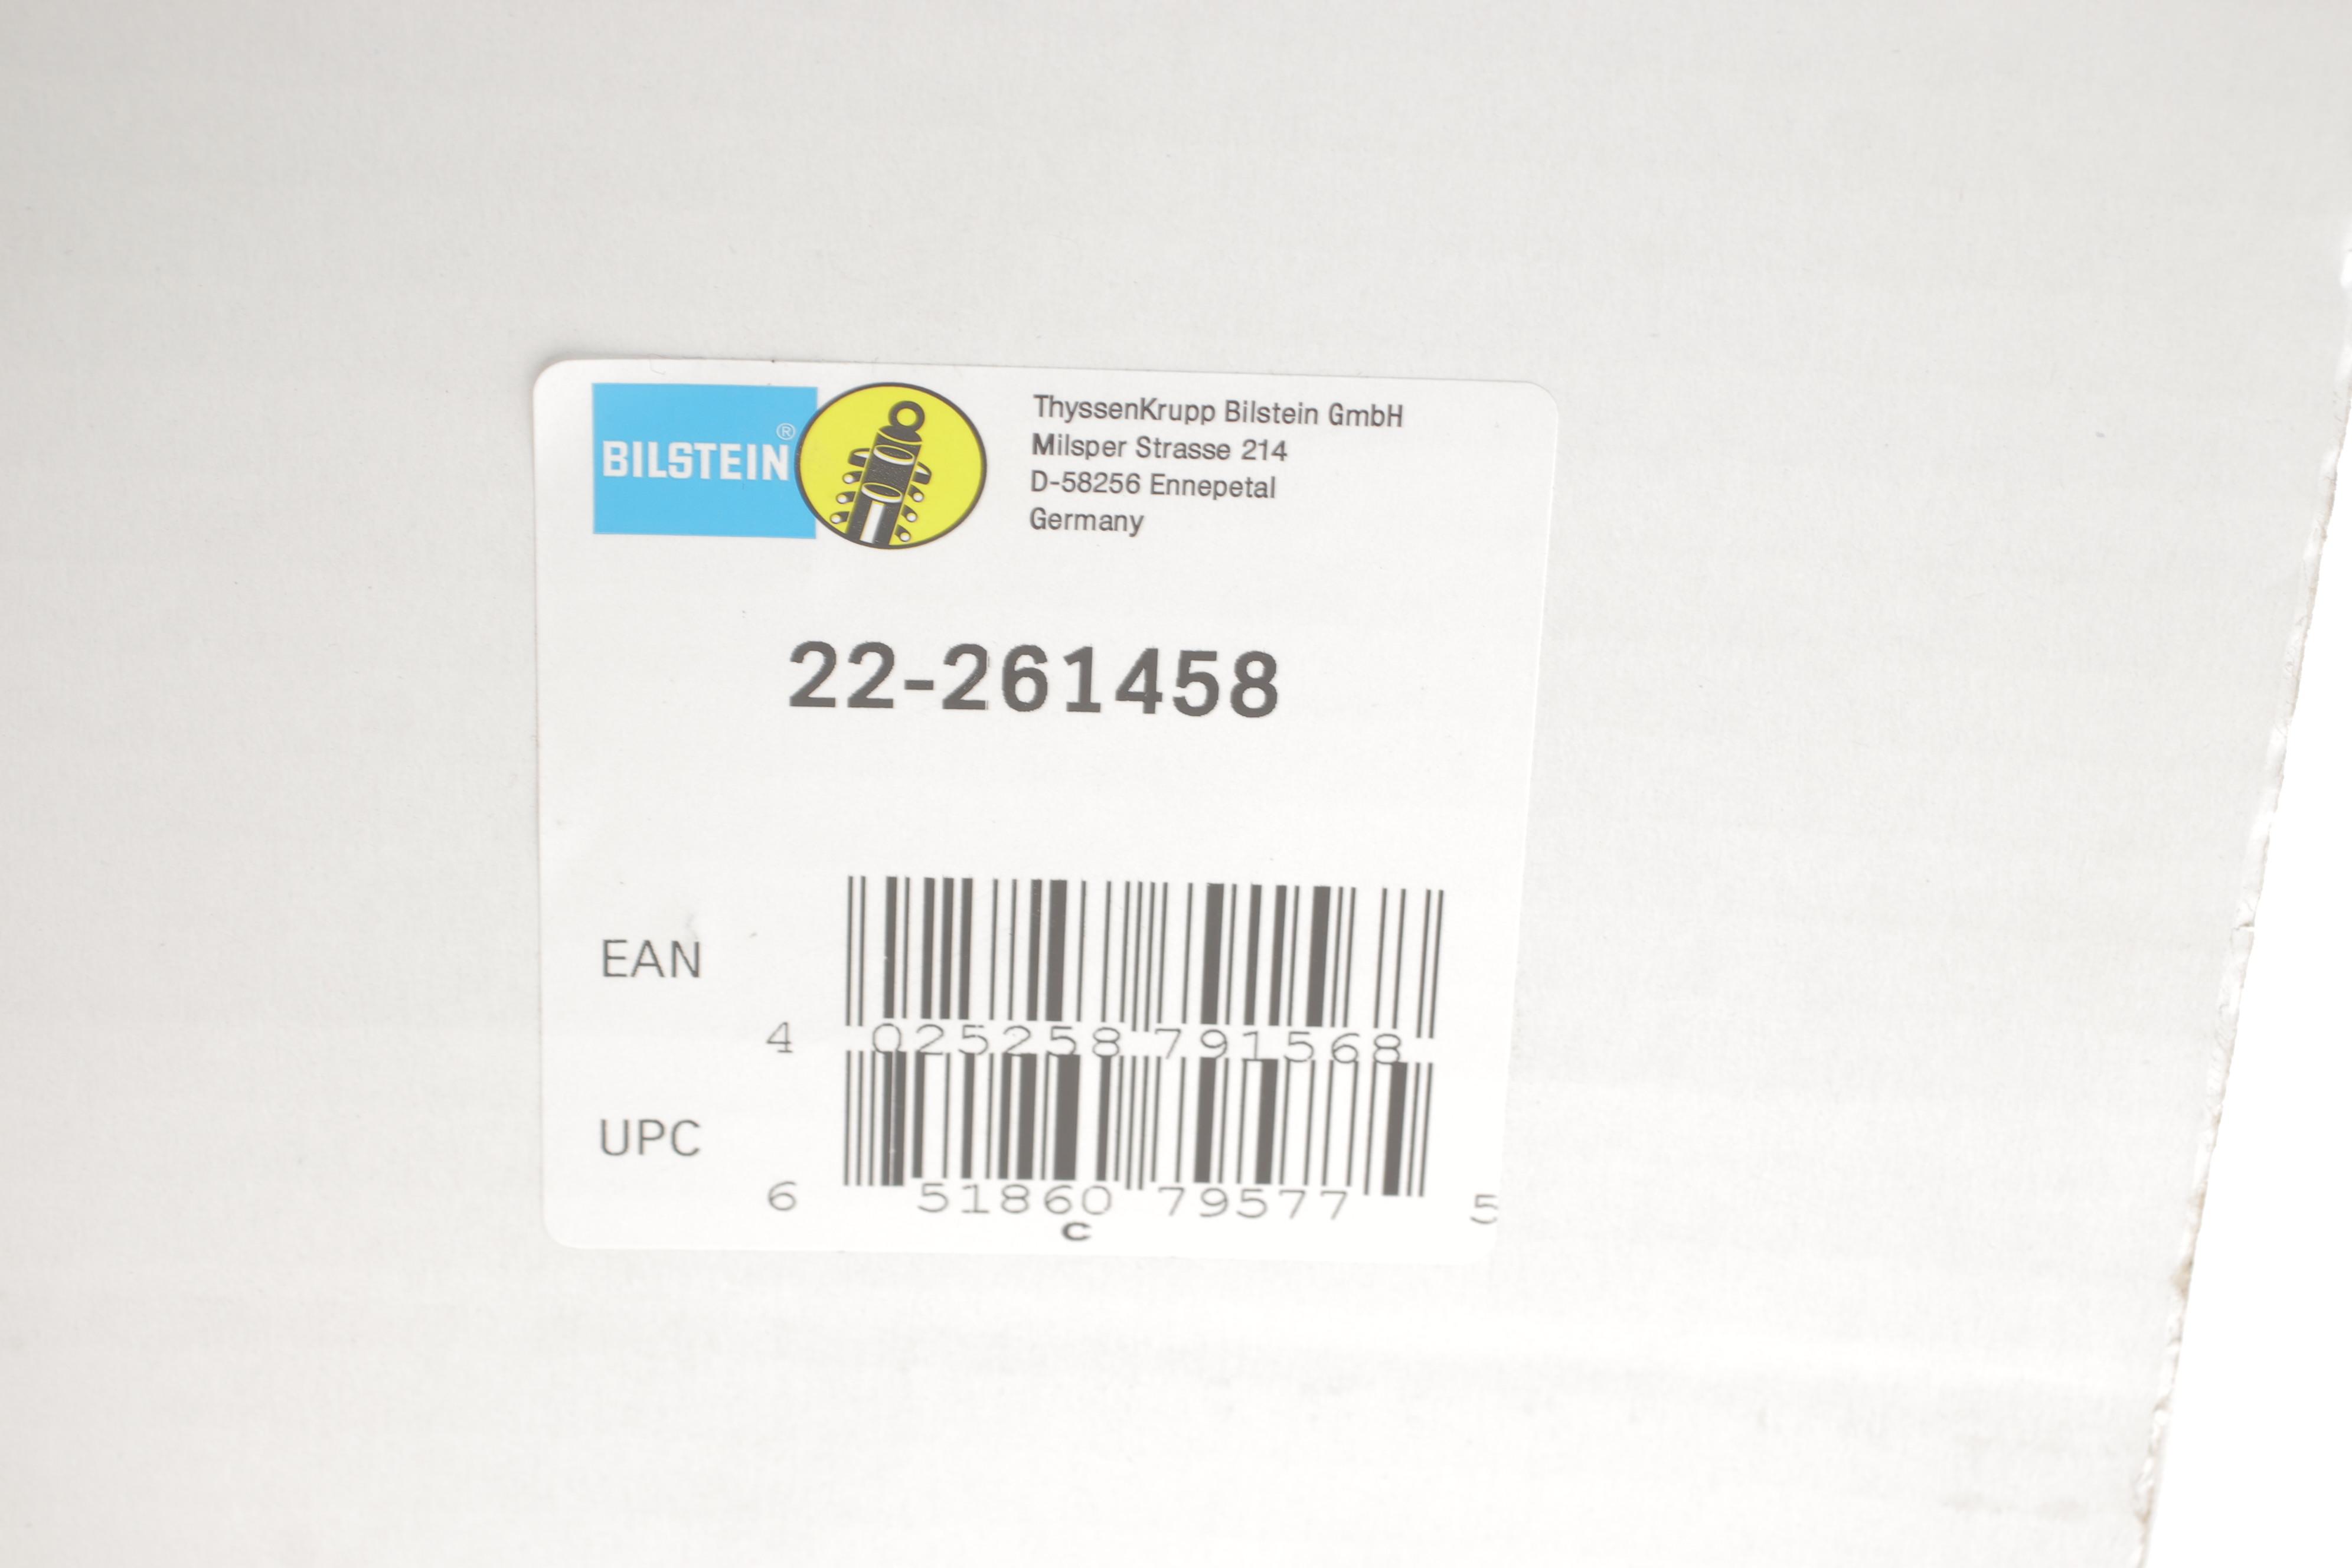 BILSTEIN®
ThyssenKrupp Bilstein GmbH
Milsper Strasse 214
D-58256 Ennepetal
Germany
22-261458
EAN
4 025258 791568
UPC
6 51860 79577 5
C